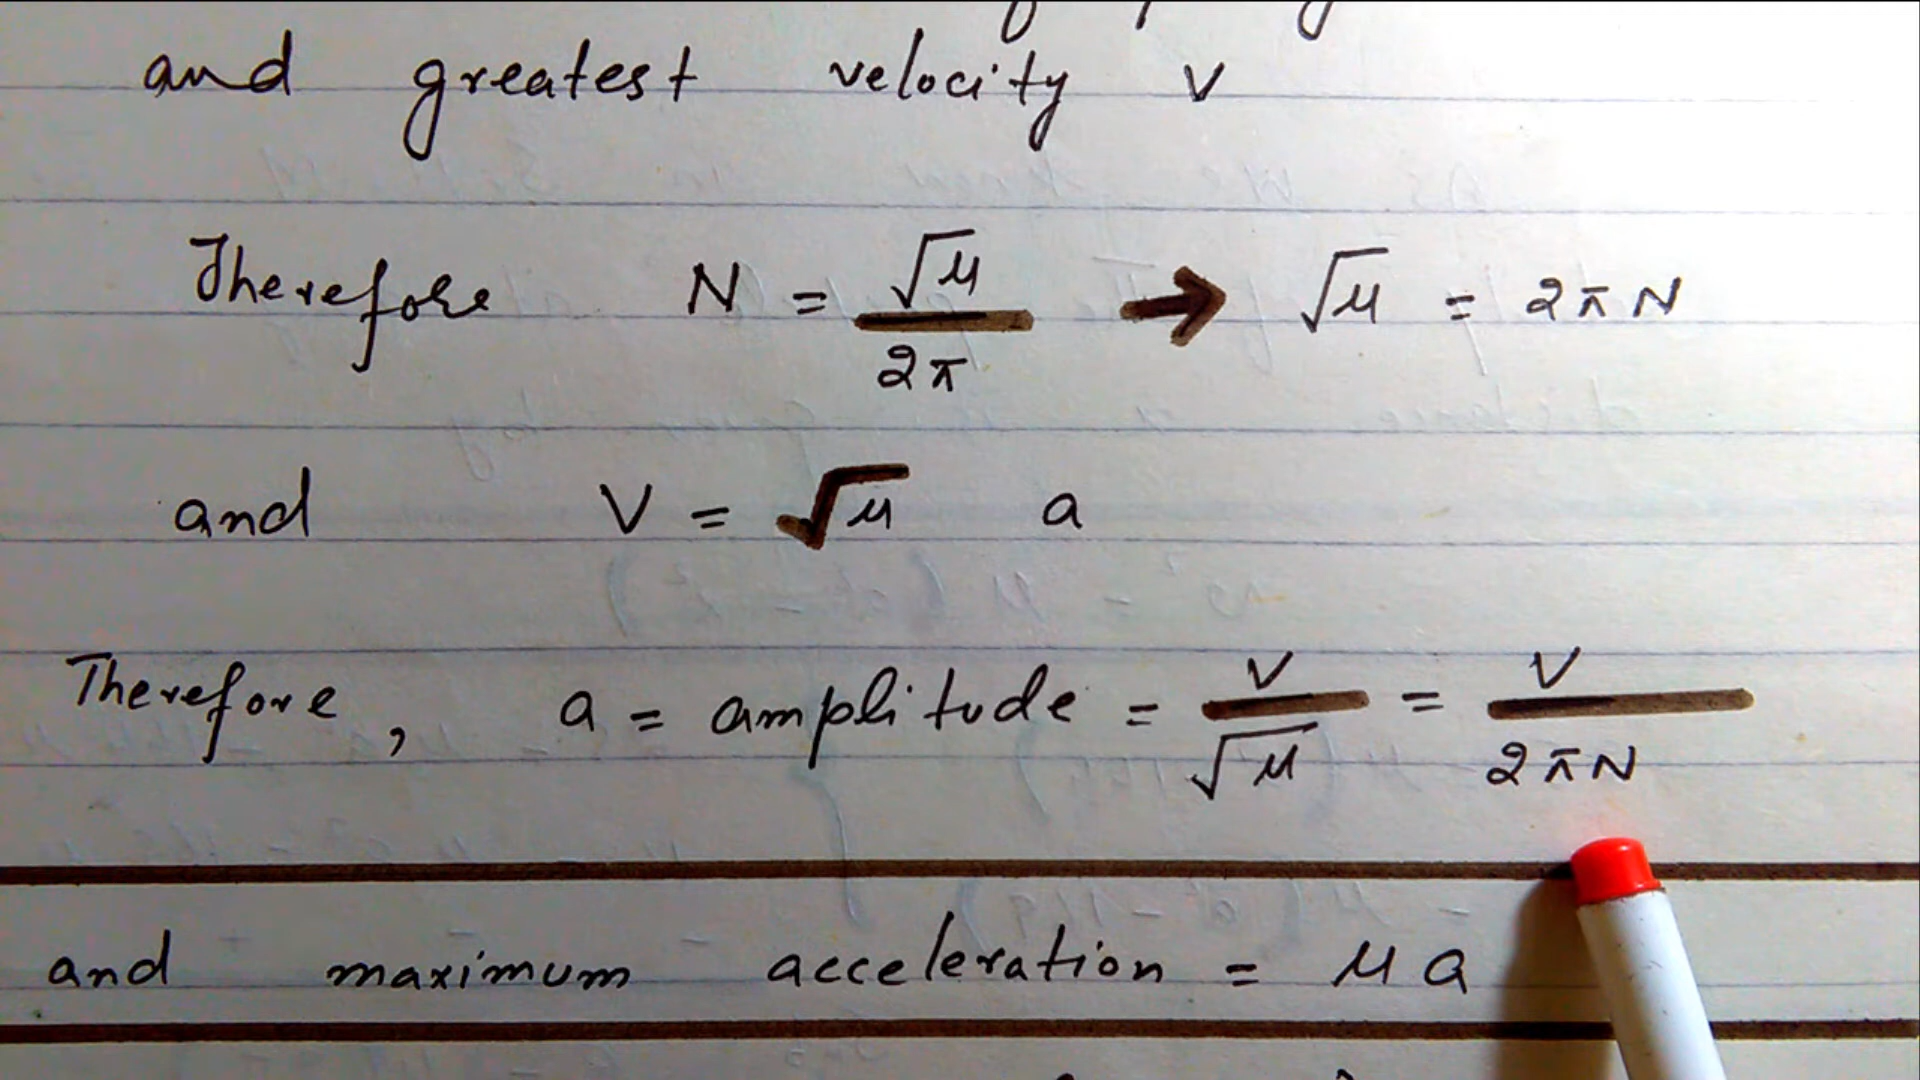 and greatest velocity V
Therefore N = √μ / 2π → √μ = 2πN
and V = √μ a
Therefore, a = amplitude = V / √μ = V / 2πN
and maximum acceleration = μ a